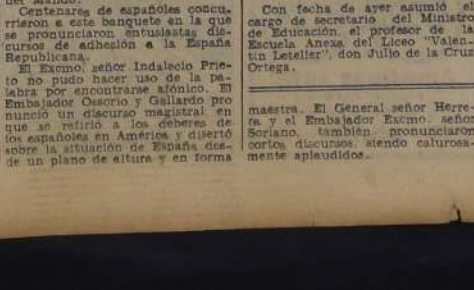 del Mando.
Centenares de españoles concu-
rrieron a este banquete en la que
se pronunciaron entusiastas dis-
cursos de adhesión a la España
Republicana.
El Excmo. señor Indalecio Prie-
to no pudo hacer uso de la pa-
labra por encontrarse afónico. El
Embajador Ossorio y Gallardo pro
nunció un discurso magistral en
que se refirió a los deberes de
los españoles en América y disertó
sobre la situación de España des-
de un plano de altura y en forma
Con fecha de ayer asumió el
cargo de secretario del Ministro
de Educación, el profesor de la
Escuela Anexa del Liceo "Valen-
tín Letelier", don Julio de la Cruz
Ortega.
maestra. El General señor Herre-
ra y el Embajador Excmo. señor
Soriano, también pronunciaron
cortos discursos, siendo calurosa-
mente aplaudidos.